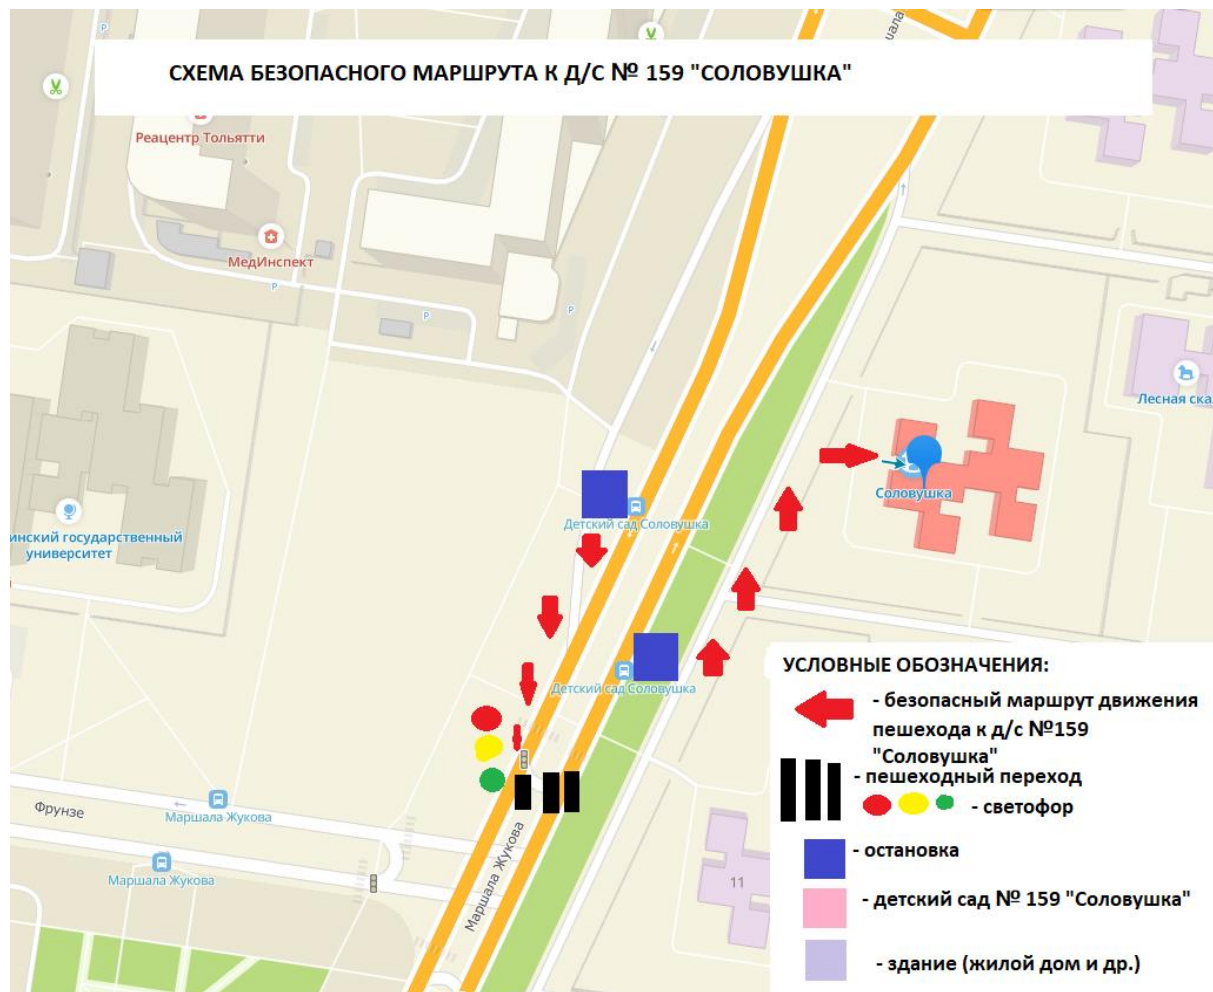 СХЕМА БЕЗОПАСНОГО МАРШРУТА К Д/С № 159 "СОЛОВУШКА"
Р
Реацентр Тольятти
МедИнспект
Р
Р
Р
Лесная ска
Соловушка
Детский сад Соловушка
инский государственный
университет
Детский сад Соловушка
Фрунзе
Маршала Жукова
Маршала Жукова
Маршала Жукова
11
УСЛОВНЫЕ ОБОЗНАЧЕНИЯ:
- безопасный маршрут движения
пешехода к д/с №159
"Соловушка"
- пешеходный переход
- светофор
- остановка
- детский сад № 159 "Соловушка"
- здание (жилой дом и др.)